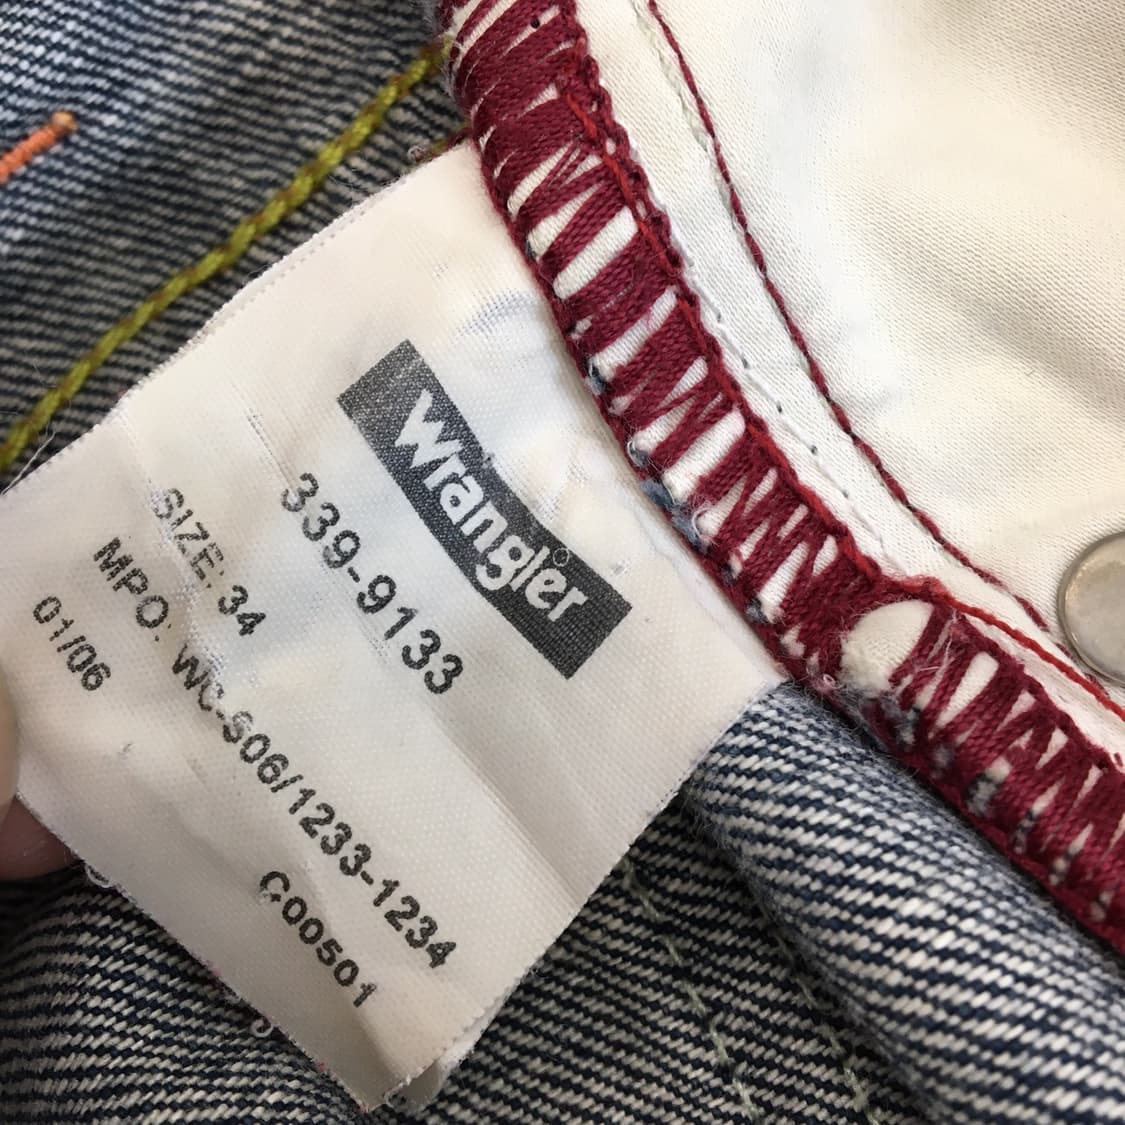 Wrangler®
339-9133
SIZE: 34
MPO: WC-S06/1233-1234
01/06
C00501